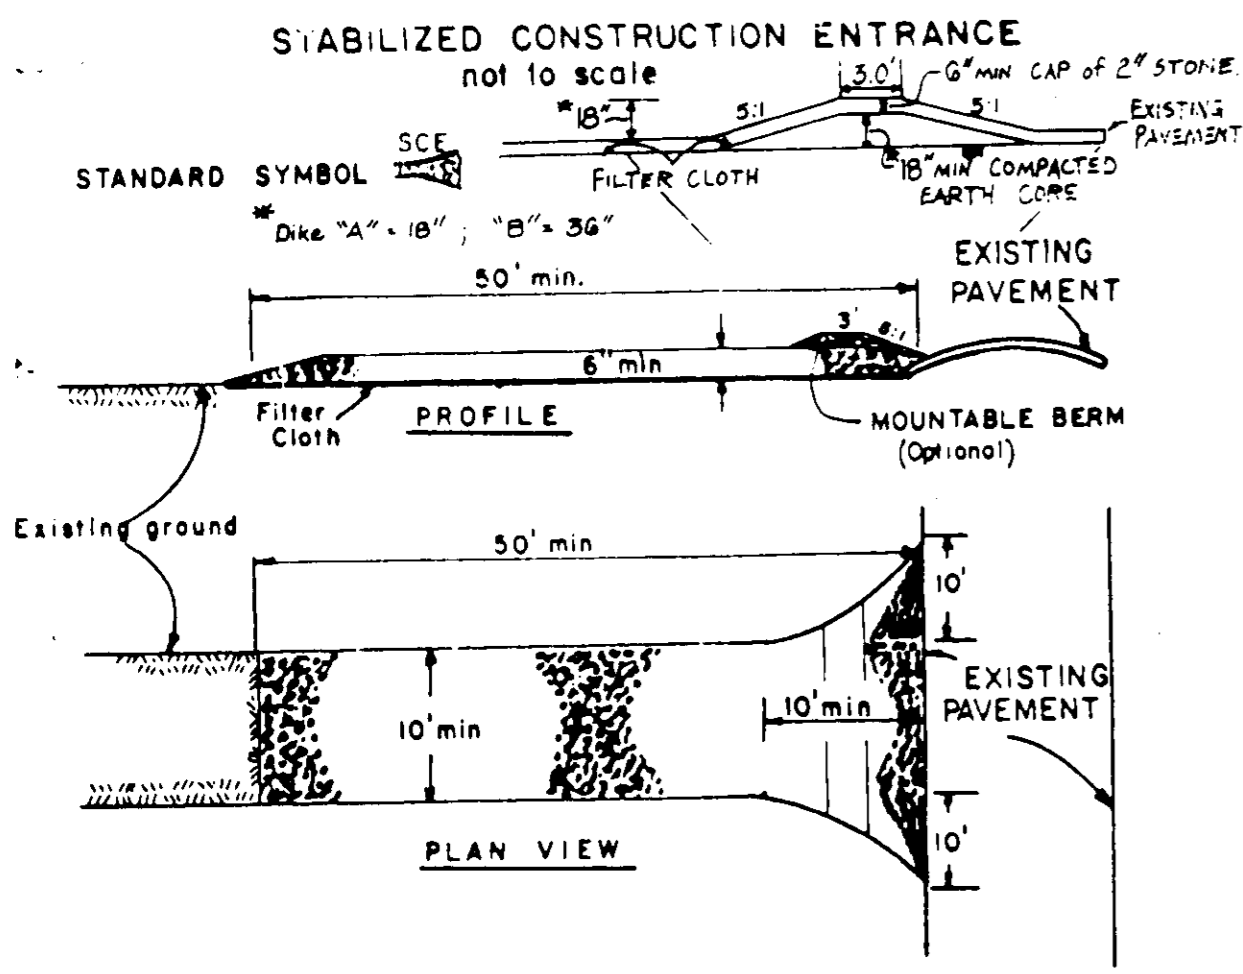 STABILIZED CONSTRUCTION ENTRANCE
not to scale
3.0'
6" MIN CAP of 2" STONE.
*18"
5:1
5:1
EXISTING
PAVEMENT
SCE
STANDARD SYMBOL
FILTER CLOTH
*18" MIN COMPACTED
EARTH CORE
* Dike "A" = 18" ; "B" = 36"
50' min.
EXISTING
PAVEMENT
3'
6" min
Filter
Cloth
PROFILE
MOUNTABLE BERM
(Optional)
Existing ground
50' min
10'
10' min
10' min
EXISTING
PAVEMENT
10'
PLAN VIEW